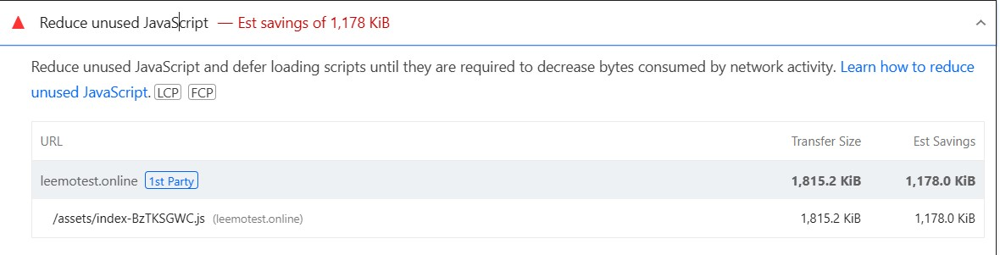 Reduce unused JavaScript — Est savings of 1,178 KiB
Reduce unused JavaScript and defer loading scripts until they are required to decrease bytes consumed by network activity. Learn how to reduce
unused JavaScript. LCP FCP
URL Transfer Size Est Savings
leemotest.online 1st Party 1,815.2 KiB 1,178.0 KiB
/assets/index-BzTKSGWC.js (leemotest.online) 1,815.2 KiB 1,178.0 KiB